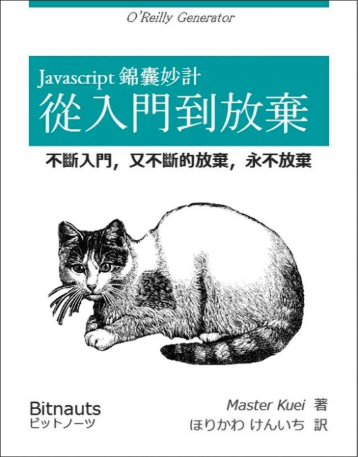 O'Reilly Generator
Javascript 錦囊妙計
從入門到放棄
不斷入門，又不斷的放棄，永不放棄
Bitnauts
ビットノーツ
Master Kuei 著
ほりかわ けんいち 訳